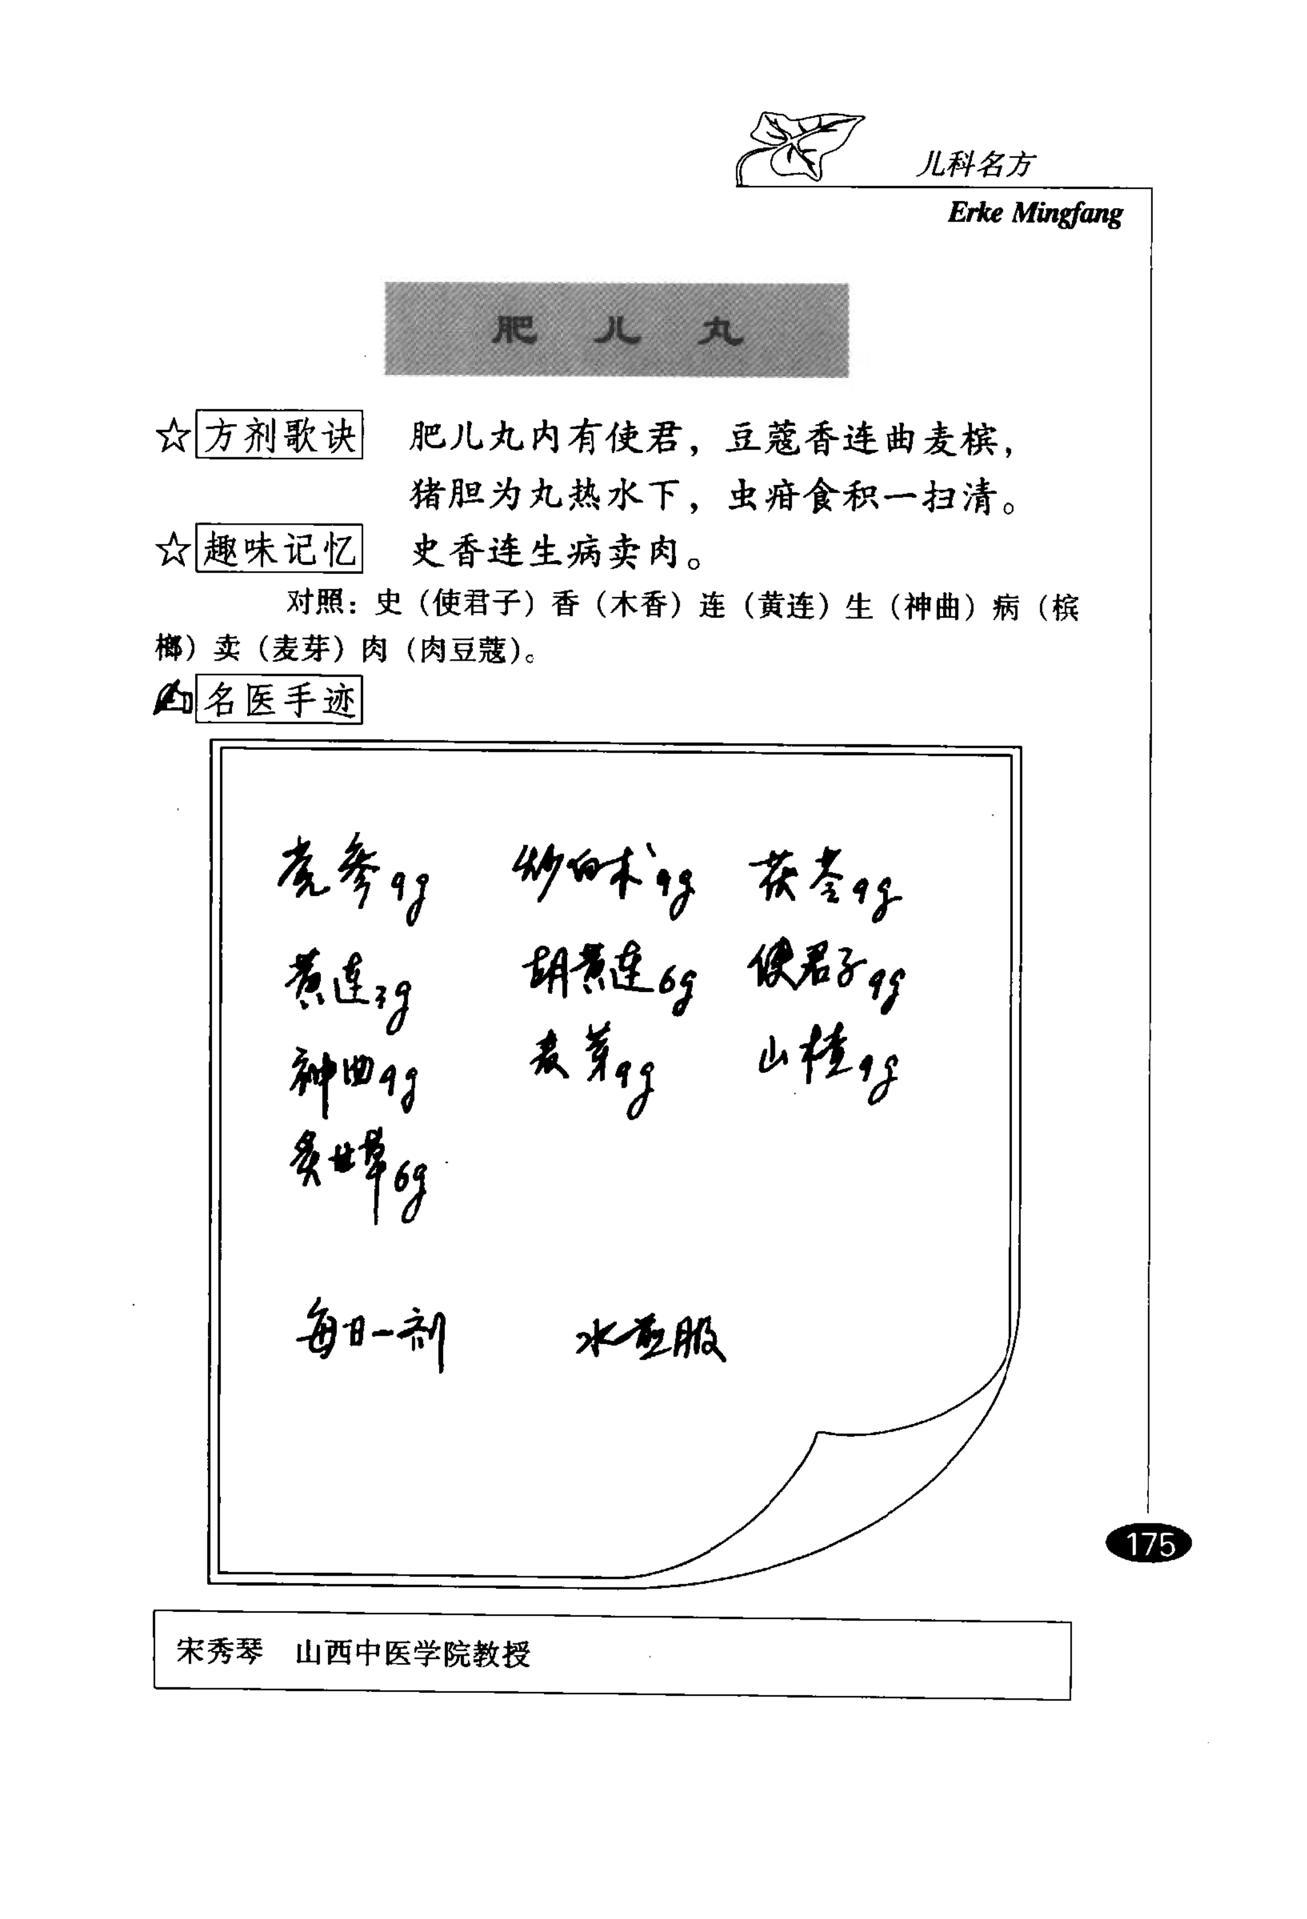 儿科名方
Erke Mingfang
肥儿丸
☆方剂歌诀 肥儿丸内有使君，豆蔻香连曲麦槟，
猪胆为丸热水下，虫疳食积一扫清。
☆趣味记忆 史香连生病卖肉。
对照：史（使君子）香（木香）连（黄连）生（神曲）病（槟
榔）卖（麦芽）肉（肉豆蔻）。
名医手迹
党参9g 炒白术9g 茯苓9g
黄连3g 胡黄连6g 使君子9g
神曲9g 麦芽9g 山楂9g
炙甘草6g
每日一剂 水煎服
175
宋秀琴 山西中医学院教授